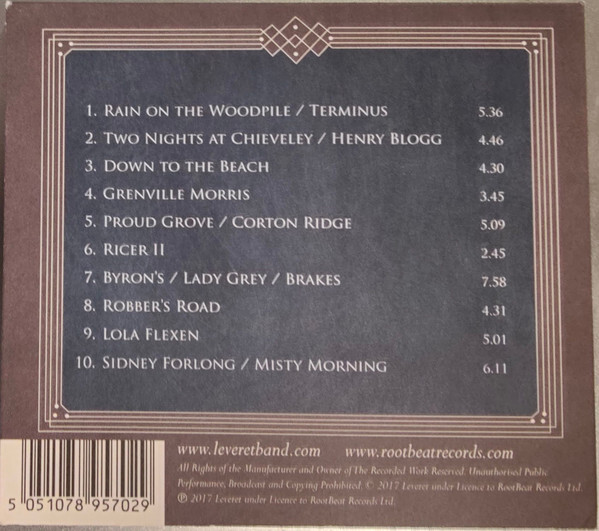 1. Rain on the Woodpile / Terminus 5.36
2. Two Nights at Chieveley / Henry Blogg 4.46
3. Down to the Beach 4.30
4. Grenville Morris 3.45
5. Proud Grove / Corton Ridge 5.09
6. Ricer II 2.45
7. Byron's / Lady Grey / Brakes 7.58
8. Robber's Road 4.31
9. Lola Flexen 5.01
10. Sidney Forlong / Misty Morning 6.11
www.leveretband.com www.rootbeatrecords.com
All Rights of the Manufacturer and Owner of The Recorded Work Reserved. Unauthorised Public
Performance, Broadcast and Copying Prohibited. © 2017 Leveret under Licence to RootBeat Records Ltd.
℗ 2017 Leveret under Licence to RootBeat Records Ltd.
5 051078 957029